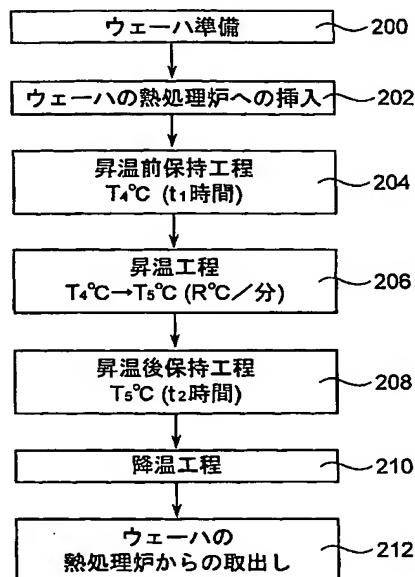 ウェーハ準備
200
ウェーハの熱処理炉への挿入
202
昇温前保持工程
T₄℃ (t₁時間)
204
昇温工程
T₄℃→T₅℃ (R℃/分)
206
昇温後保持工程
T₅℃ (t₂時間)
208
降温工程
210
ウェーハの
熱処理炉からの取出し
212